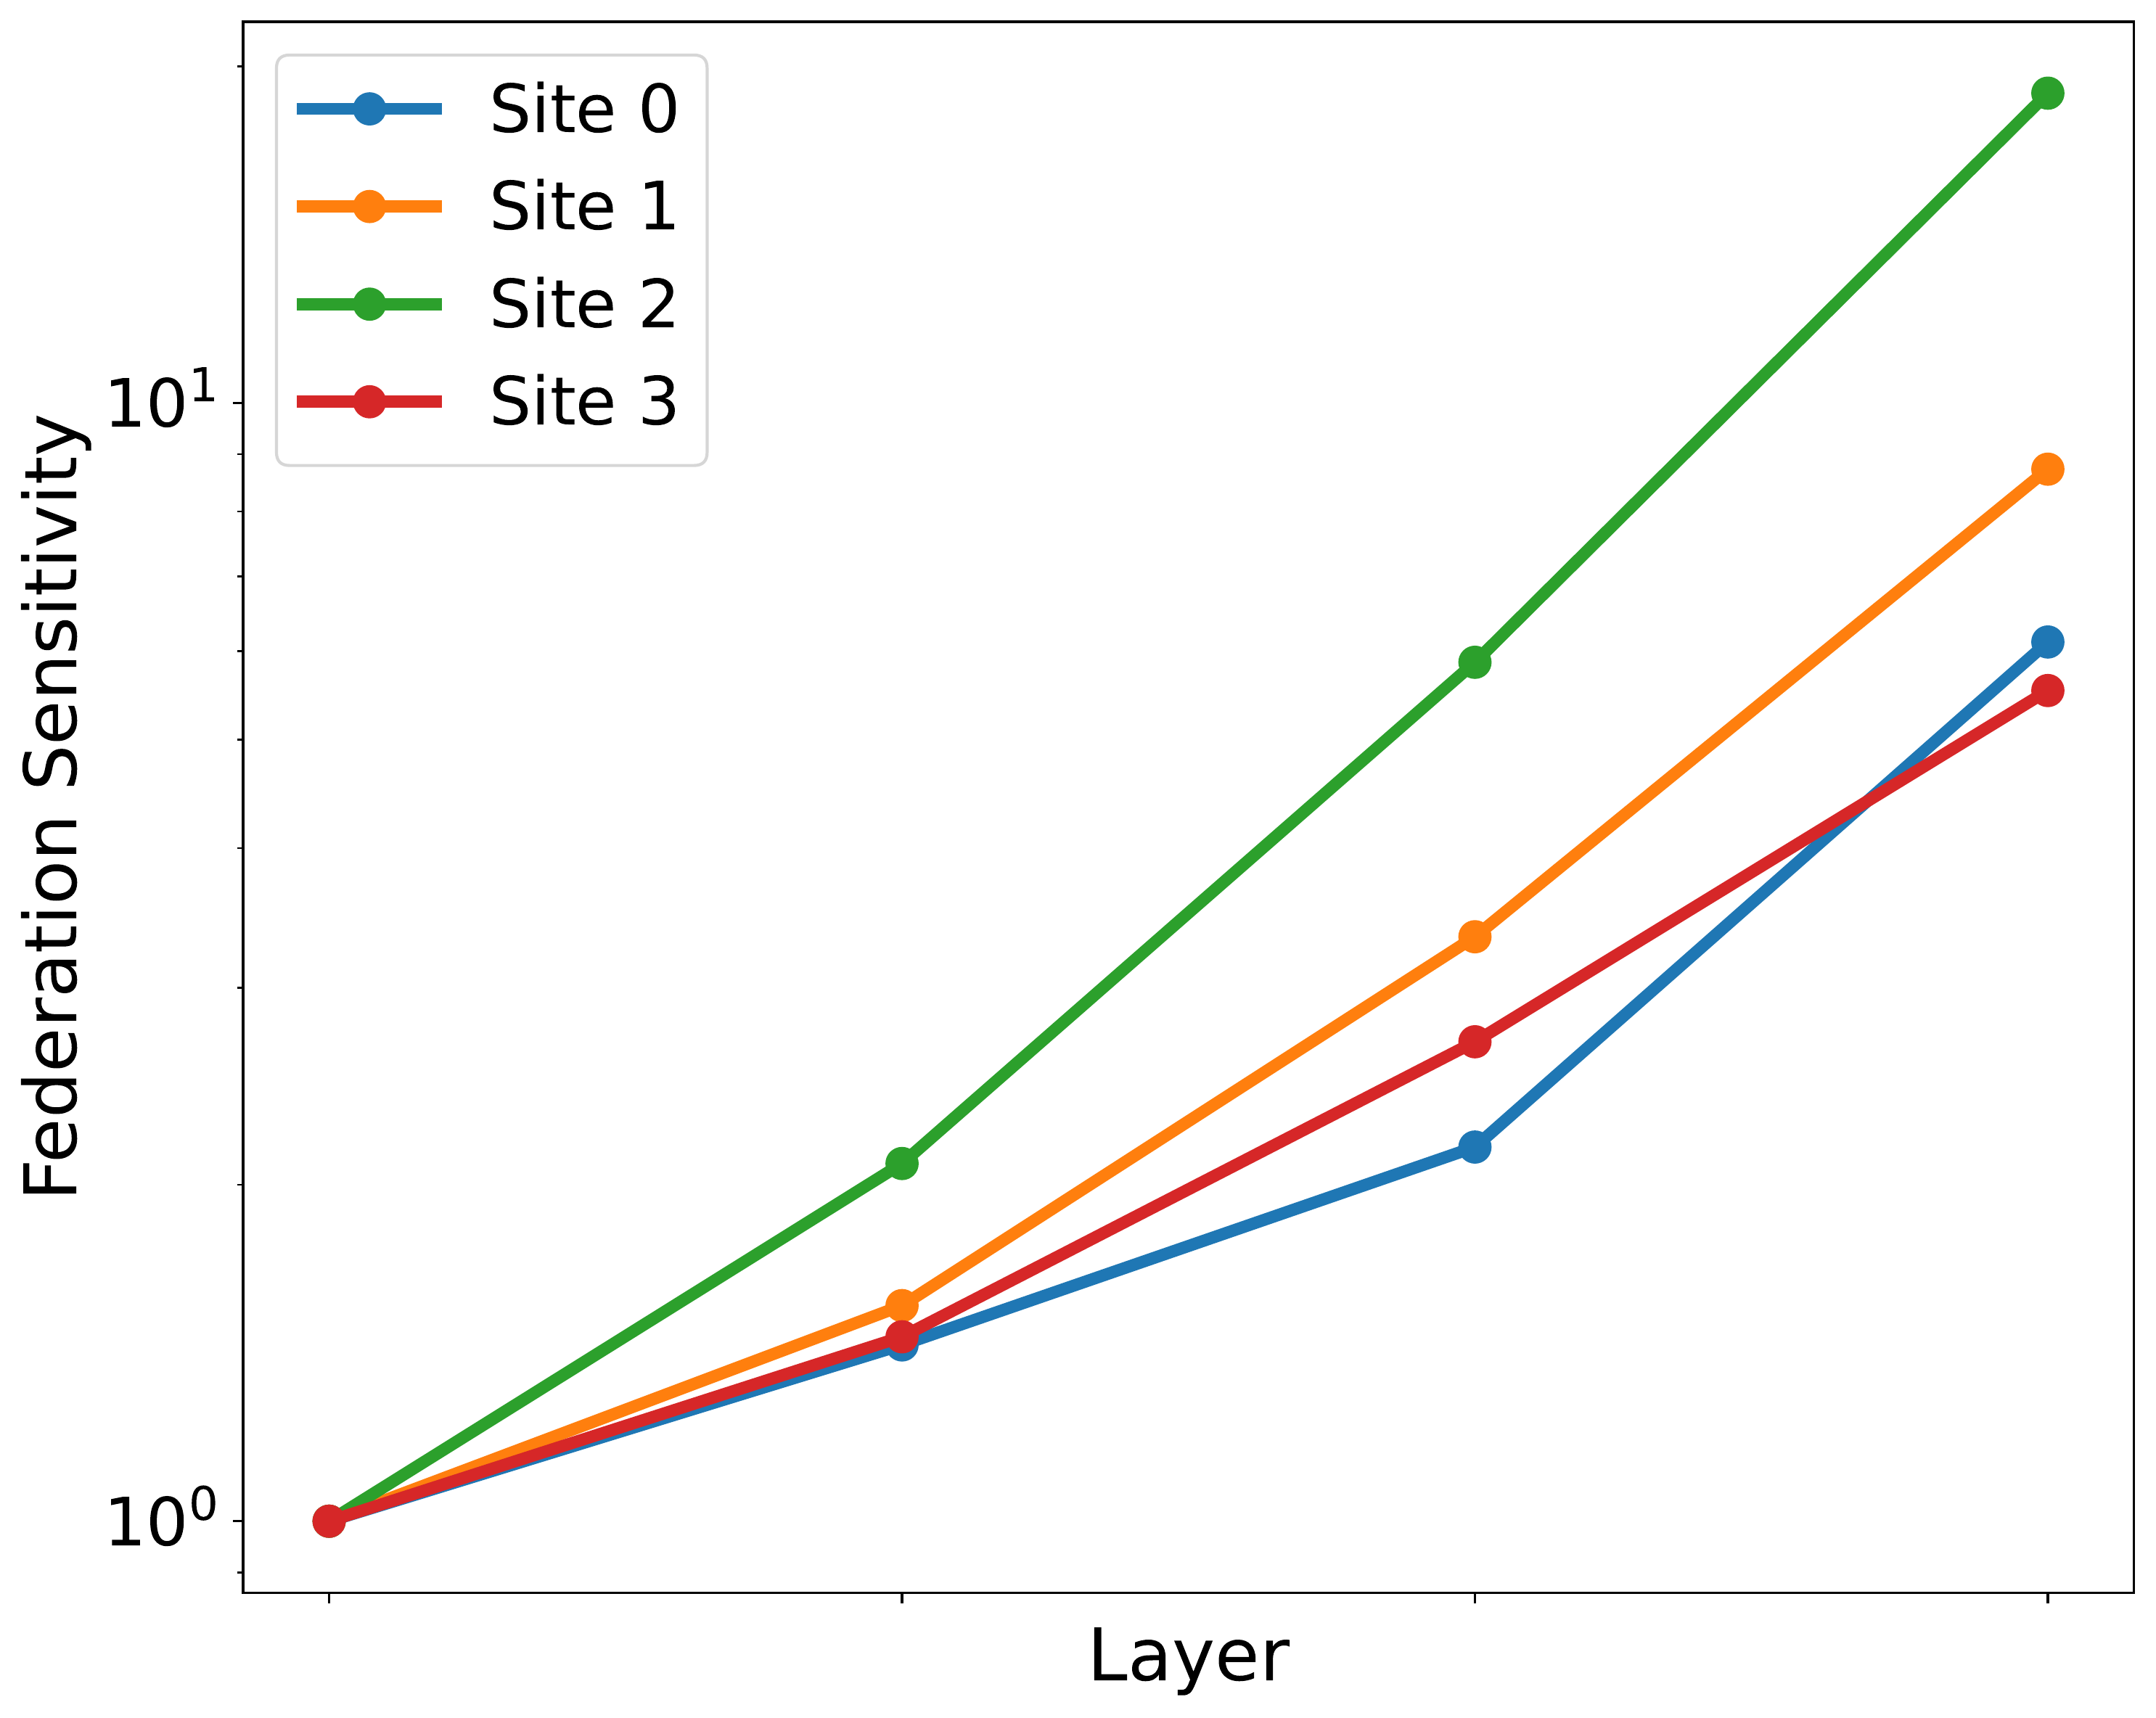 Site 0
Site 1
Site 2
Site 3
10¹
10⁰
Federation Sensitivity
Layer